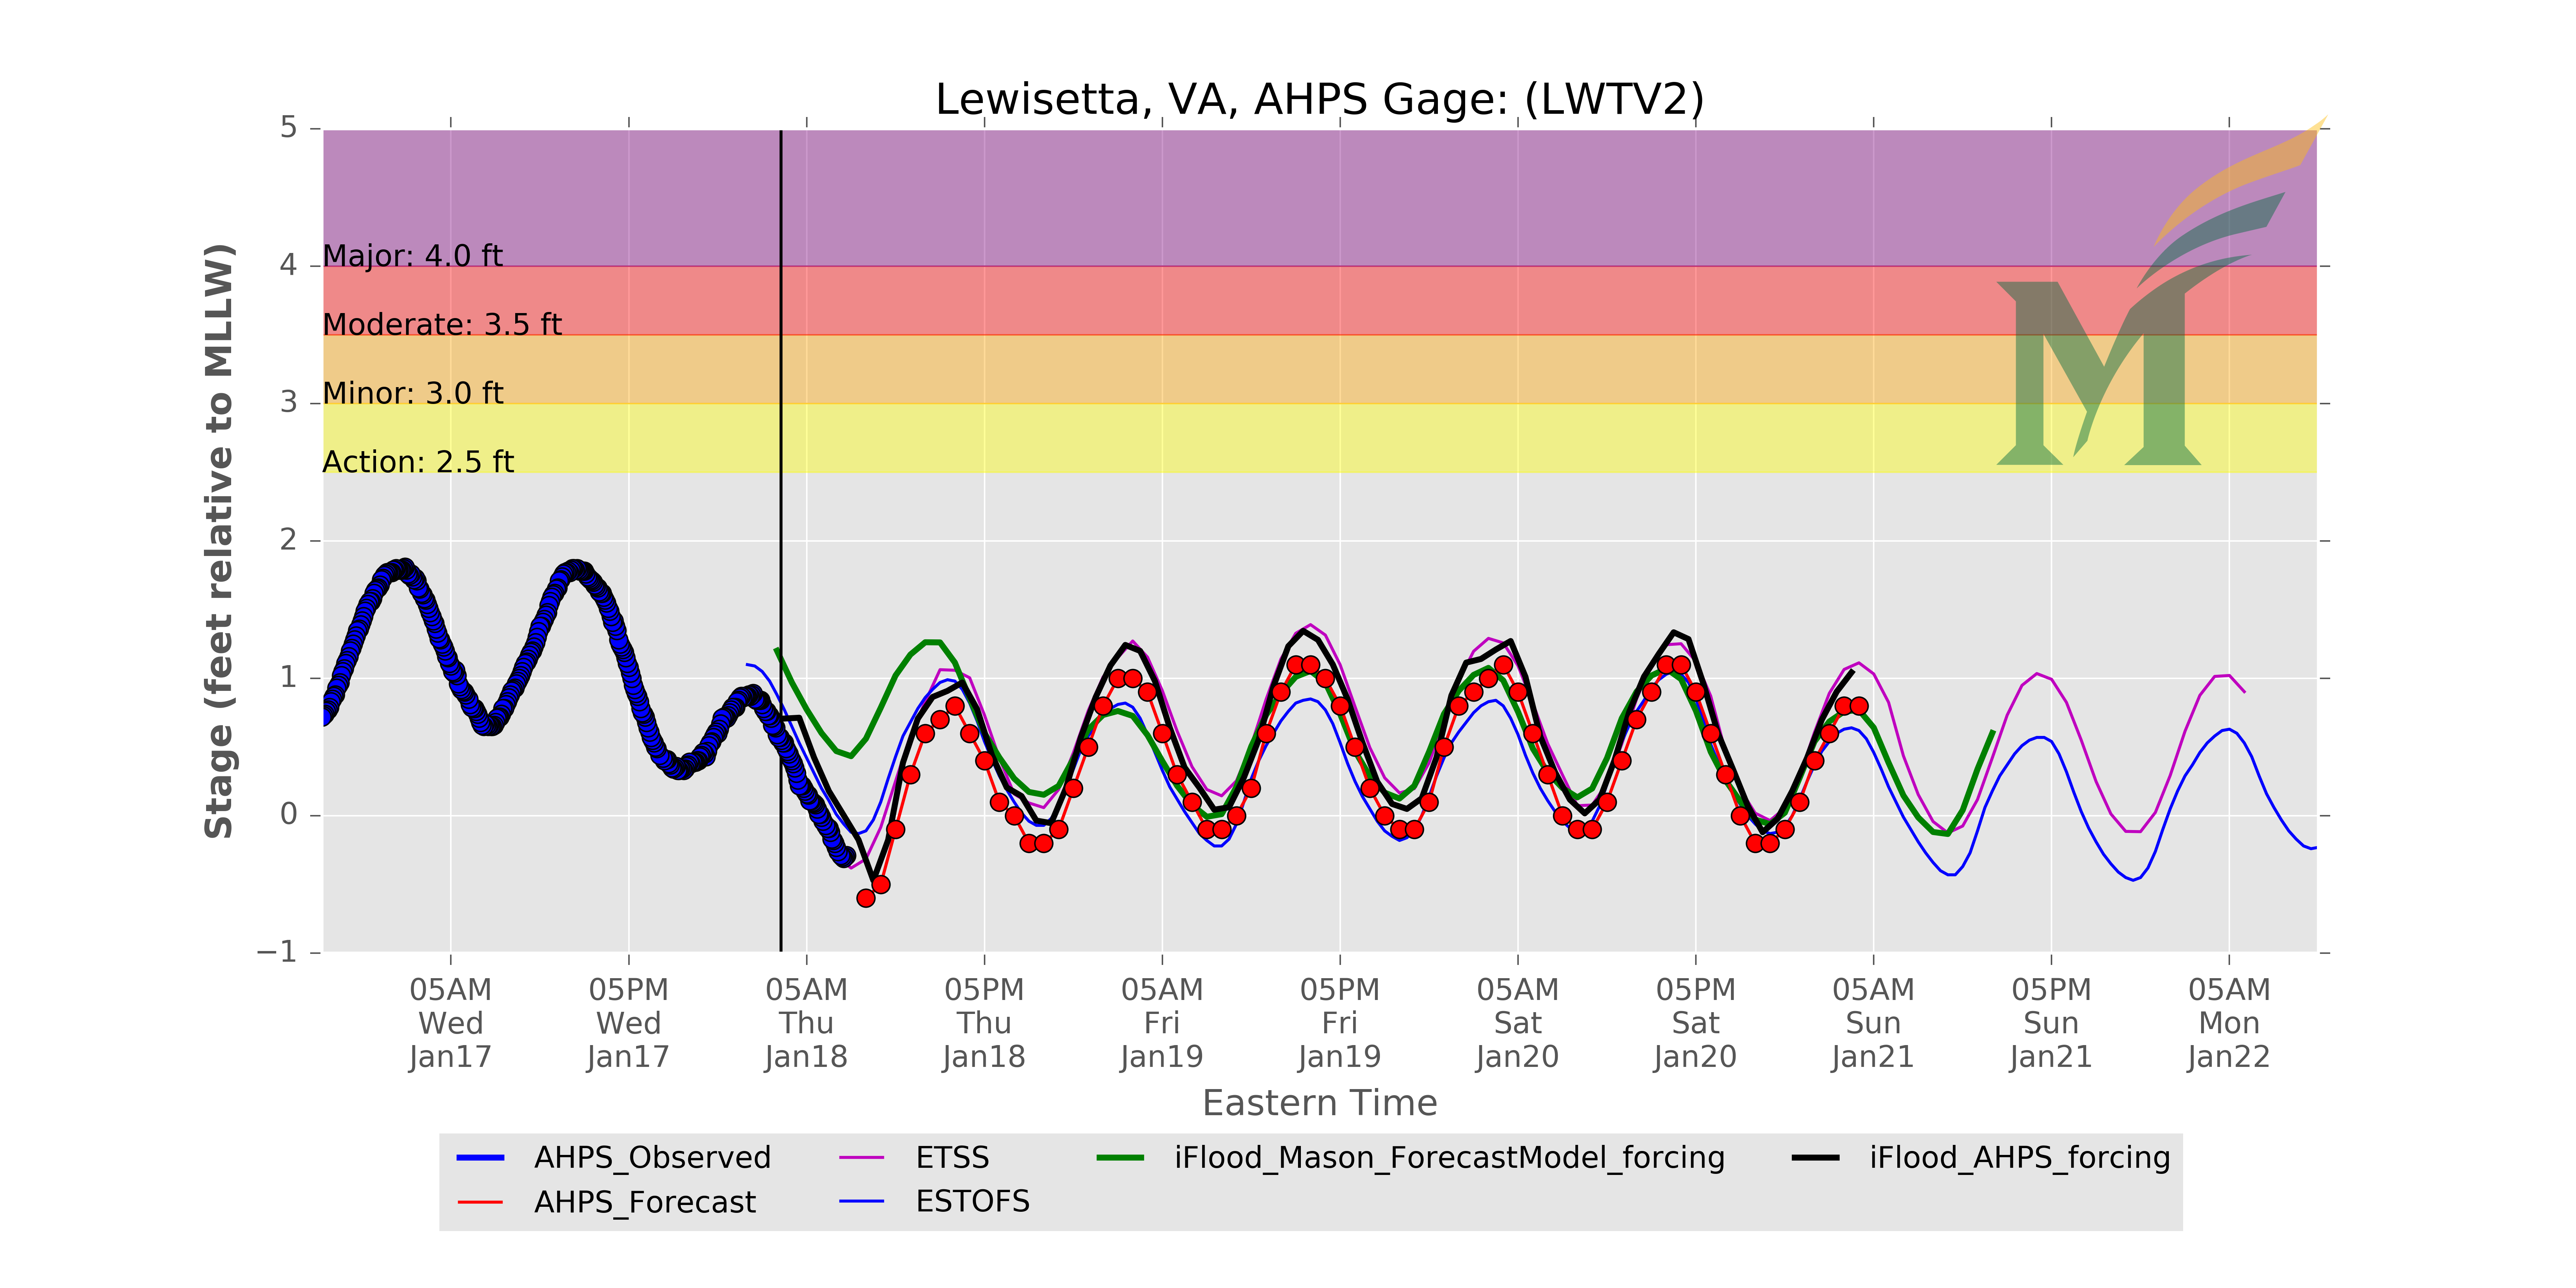 Lewisetta, VA, AHPS Gage: (LWTV2)
5
4
3
2
1
0
−1
Stage (feet relative to MLLW)
Major: 4.0 ft
Moderate: 3.5 ft
Minor: 3.0 ft
Action: 2.5 ft
05AM 05PM 05AM 05PM 05AM 05PM 05AM 05PM 05AM 05PM 05AM
Wed Wed Thu Thu Fri Fri Sat Sat Sun Sun Mon
Jan17 Jan17 Jan18 Jan18 Jan19 Jan19 Jan20 Jan20 Jan21 Jan21 Jan22
Eastern Time
AHPS_Observed ETSS iFlood_Mason_ForecastModel_forcing iFlood_AHPS_forcing
AHPS_Forecast ESTOFS
M